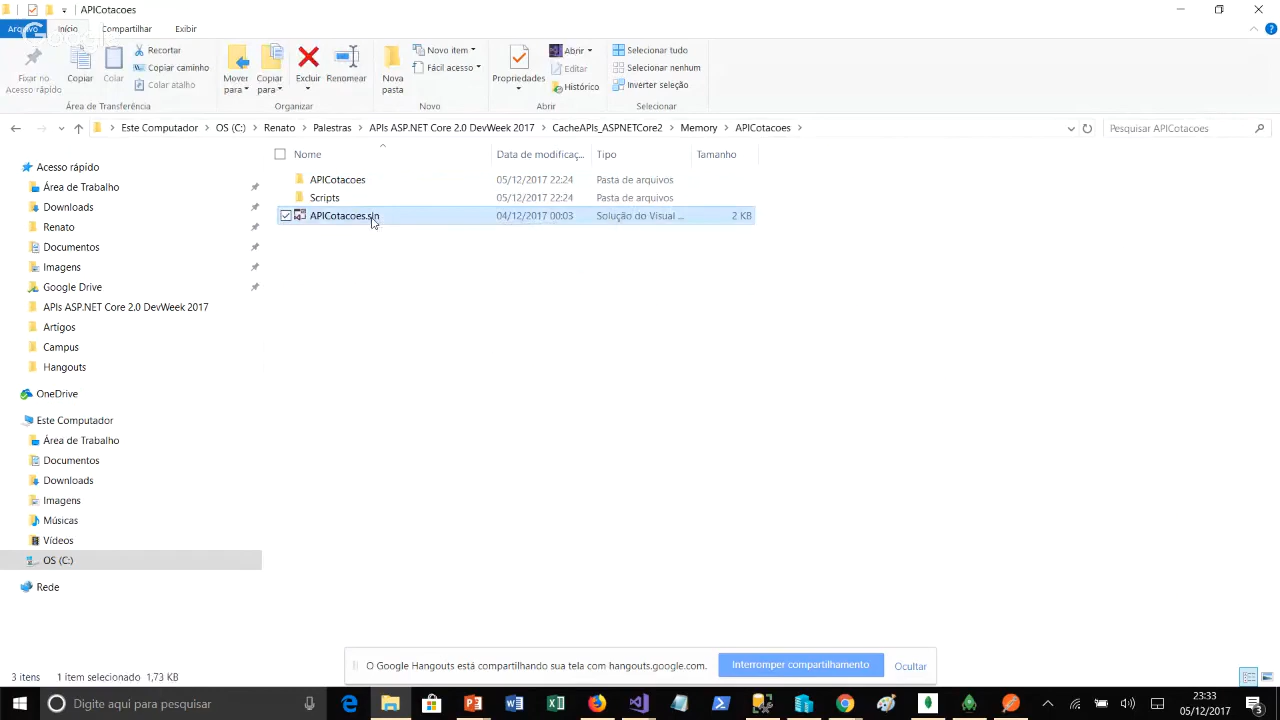 APICotacoes
Arquivo Início Compartilhar Exibir
Fixar no Acesso rápido
Copiar
Colar
Recortar
Copiar caminho
Colar atalho
Mover para
Copiar para
Excluir
Renomear
Nova pasta
Novo item
Fácil acesso
Propriedades
Abrir
Editar
Histórico
Selecionar tudo
Selecionar nenhum
Inverter seleção
Área de Transferência Organizar Novo Abrir Selecionar
Este Computador OS (C:) Renato Palestras APIs ASP.NET Core 2.0 DevWeek 2017 CacheAPIs_ASPNETCore2 Memory APICotacoes
Pesquisar APICotacoes
Nome Data de modificaç... Tipo Tamanho
APICotacoes 05/12/2017 22:24 Pasta de arquivos
Scripts 05/12/2017 22:24 Pasta de arquivos
APICotacoes.sln 04/12/2017 00:03 Solução do Visual ... 2 KB
Acesso rápido
Área de Trabalho
Downloads
Renato
Documentos
Imagens
Google Drive
APIs ASP.NET Core 2.0 DevWeek 2017
Artigos
Campus
Hangouts
OneDrive
Este Computador
Área de Trabalho
Documentos
Downloads
Imagens
Músicas
Vídeos
OS (C:)
Rede
O Google Hangouts está compartilhando sua tela com hangouts.google.com. Interromper compartilhamento Ocultar
3 itens 1 item selecionado 1,73 KB
Digite aqui para pesquisar
23:33
05/12/2017
3